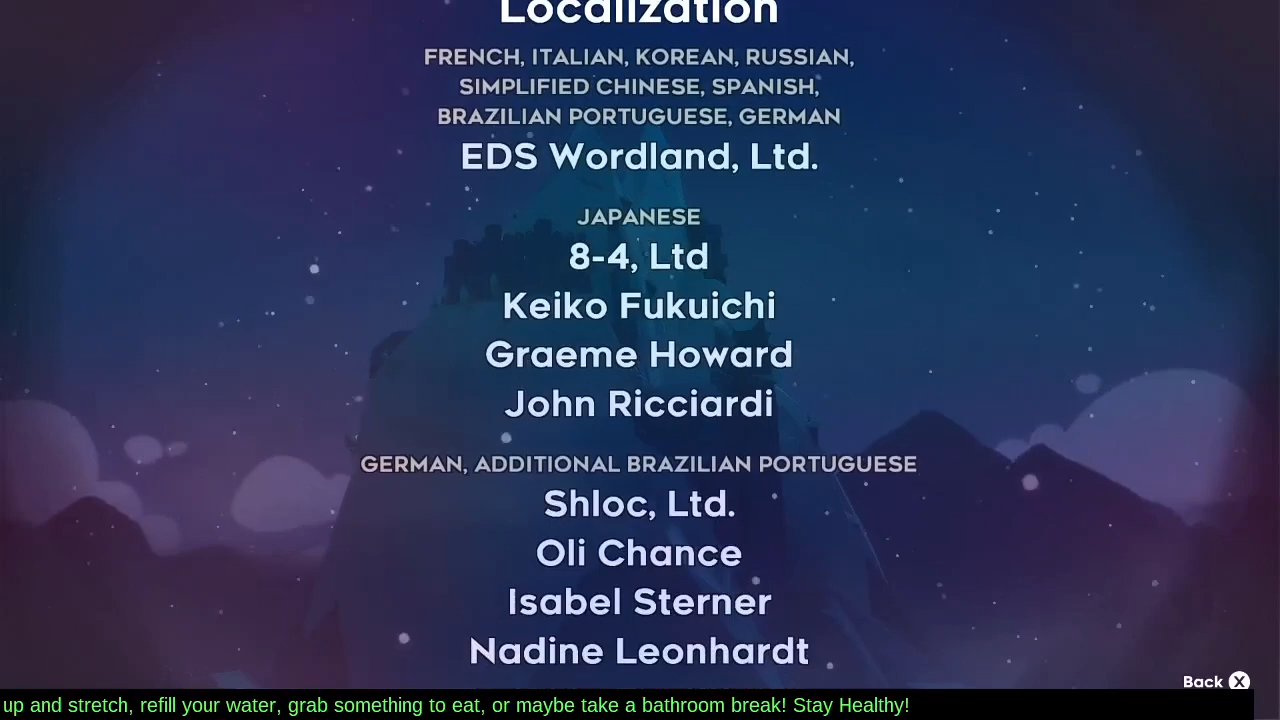 Localization
FRENCH, ITALIAN, KOREAN, RUSSIAN,
SIMPLIFIED CHINESE, SPANISH,
BRAZILIAN PORTUGUESE, GERMAN
EDS Wordland, Ltd.
JAPANESE
8-4, Ltd
Keiko Fukuichi
Graeme Howard
John Ricciardi
GERMAN, ADDITIONAL BRAZILIAN PORTUGUESE
Shloc, Ltd.
Oli Chance
Isabel Sterner
Nadine Leonhardt
Back X
up and stretch, refill your water, grab something to eat, or maybe take a bathroom break! Stay Healthy!